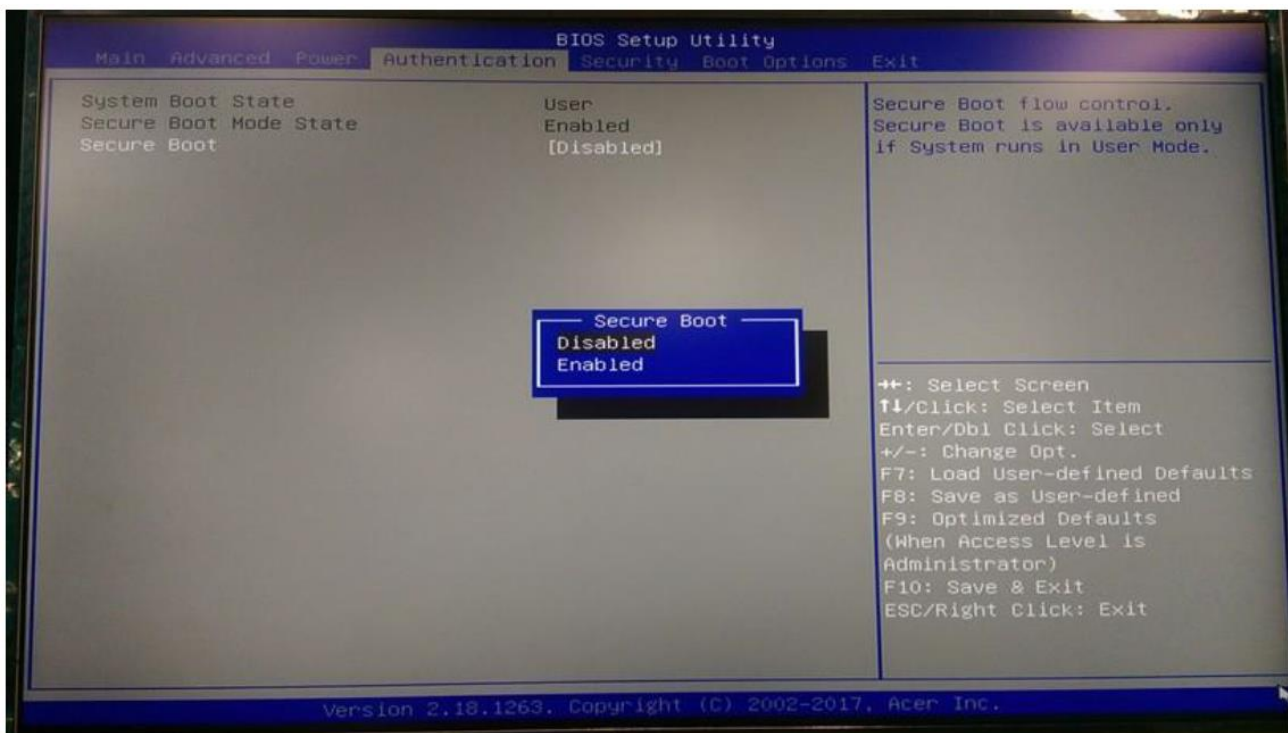 BIOS Setup Utility
Main Advanced Power Authentication Security Boot Options Exit
System Boot State User
Secure Boot Mode State Enabled
Secure Boot [Disabled]
Secure Boot flow control.
Secure Boot is available only
if System runs in User Mode.
Secure Boot
Disabled
Enabled
→←: Select Screen
↑↓/Click: Select Item
Enter/Dbl Click: Select
+/-: Change Opt.
F7: Load User-defined Defaults
F8: Save as User-defined
F9: Optimized Defaults
(When Access Level is
Administrator)
F10: Save & Exit
ESC/Right Click: Exit
Version 2.18.1263. Copyright (C) 2002-2017, Acer Inc.